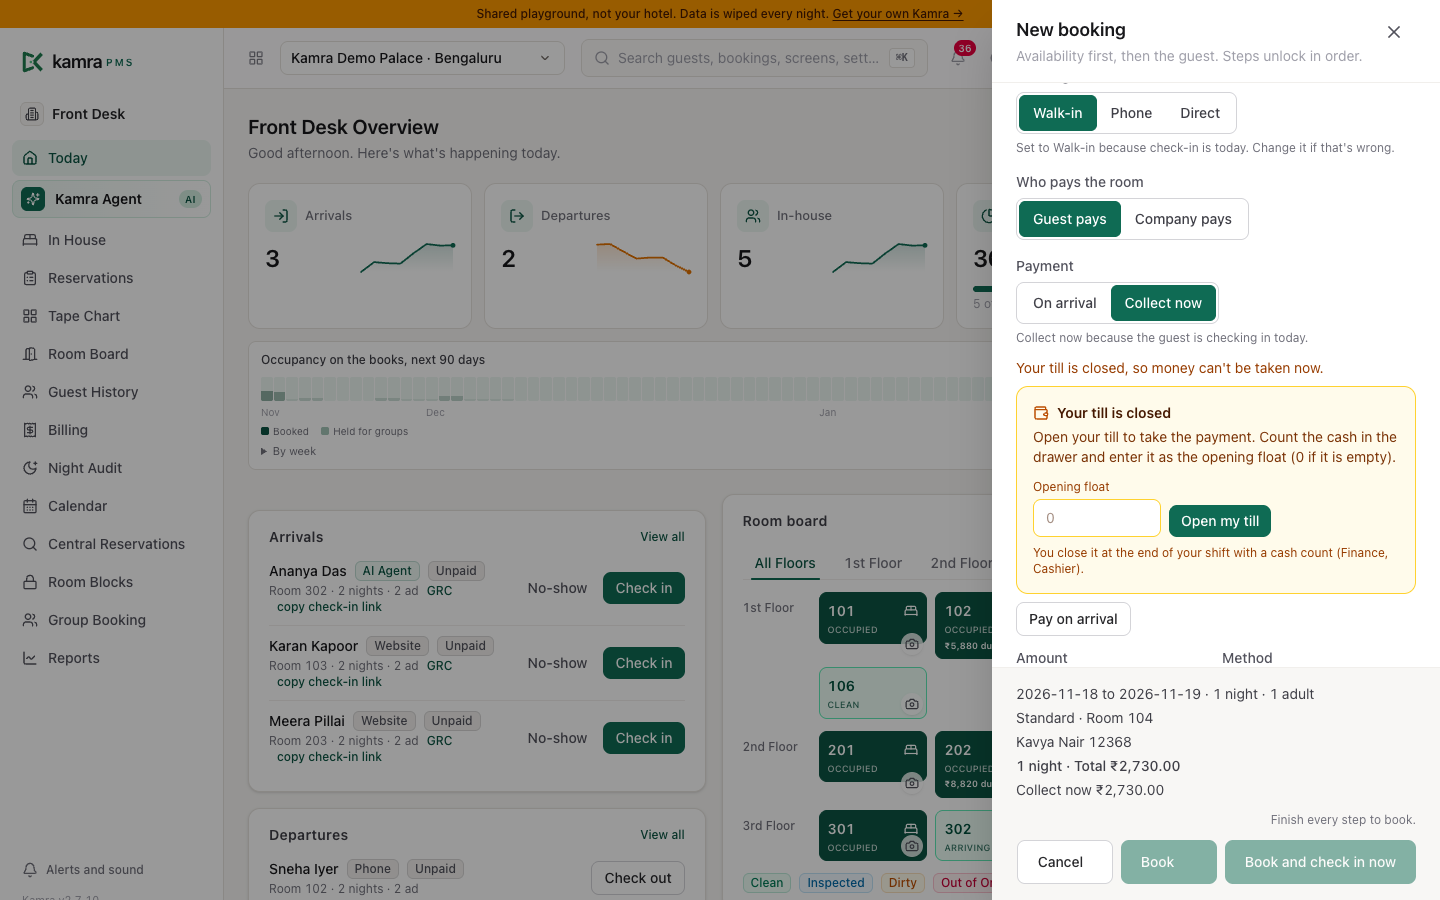 Shared playground, not your hotel. Data is wiped every night. Get your own Kamra →
kamra PMS
Front Desk
Today
Kamra Agent AI
In House
Reservations
Tape Chart
Room Board
Guest History
Billing
Night Audit
Calendar
Central Reservations
Room Blocks
Group Booking
Reports
Alerts and sound
Kamra Demo Palace · Bengaluru
Search guests, bookings, screens, sett... ⌘K
36
Front Desk Overview
Good afternoon. Here's what's happening today.
Arrivals
3
Departures
2
In-house
5
Occupancy on the books, next 90 days
Nov Dec Jan
Booked Held for groups
By week
Arrivals View all
Ananya Das AI Agent Unpaid
Room 302 · 2 nights · 2 ad GRC
copy check-in link
No-show Check in
Karan Kapoor Website Unpaid
Room 103 · 2 nights · 2 ad GRC
copy check-in link
No-show Check in
Meera Pillai Website Unpaid
Room 203 · 2 nights · 2 ad GRC
copy check-in link
No-show Check in
Departures View all
Sneha Iyer Phone Unpaid
Room 102 · 2 nights · 2 ad
Check out
Room board
All Floors 1st Floor 2nd Floor
1st Floor
101
OCCUPIED
102
OCCUPIED
₹5,880 du
106
CLEAN
2nd Floor
201
OCCUPIED
202
OCCUPIED
₹8,820 du
3rd Floor
301
OCCUPIED
302
ARRIVING
Clean Inspected Dirty Out of Or
New booking
Availability first, then the guest. Steps unlock in order.
Walk-in Phone Direct
Set to Walk-in because check-in is today. Change it if that's wrong.
Who pays the room
Guest pays Company pays
Payment
On arrival Collect now
Collect now because the guest is checking in today.
Your till is closed, so money can't be taken now.
Your till is closed
Open your till to take the payment. Count the cash in the
drawer and enter it as the opening float (0 if it is empty).
Opening float
0 Open my till
You close it at the end of your shift with a cash count (Finance,
Cashier).
Pay on arrival
Amount Method
2026-11-18 to 2026-11-19 · 1 night · 1 adult
Standard · Room 104
Kavya Nair 12368
1 night · Total ₹2,730.00
Collect now ₹2,730.00
Finish every step to book.
Cancel Book Book and check in now